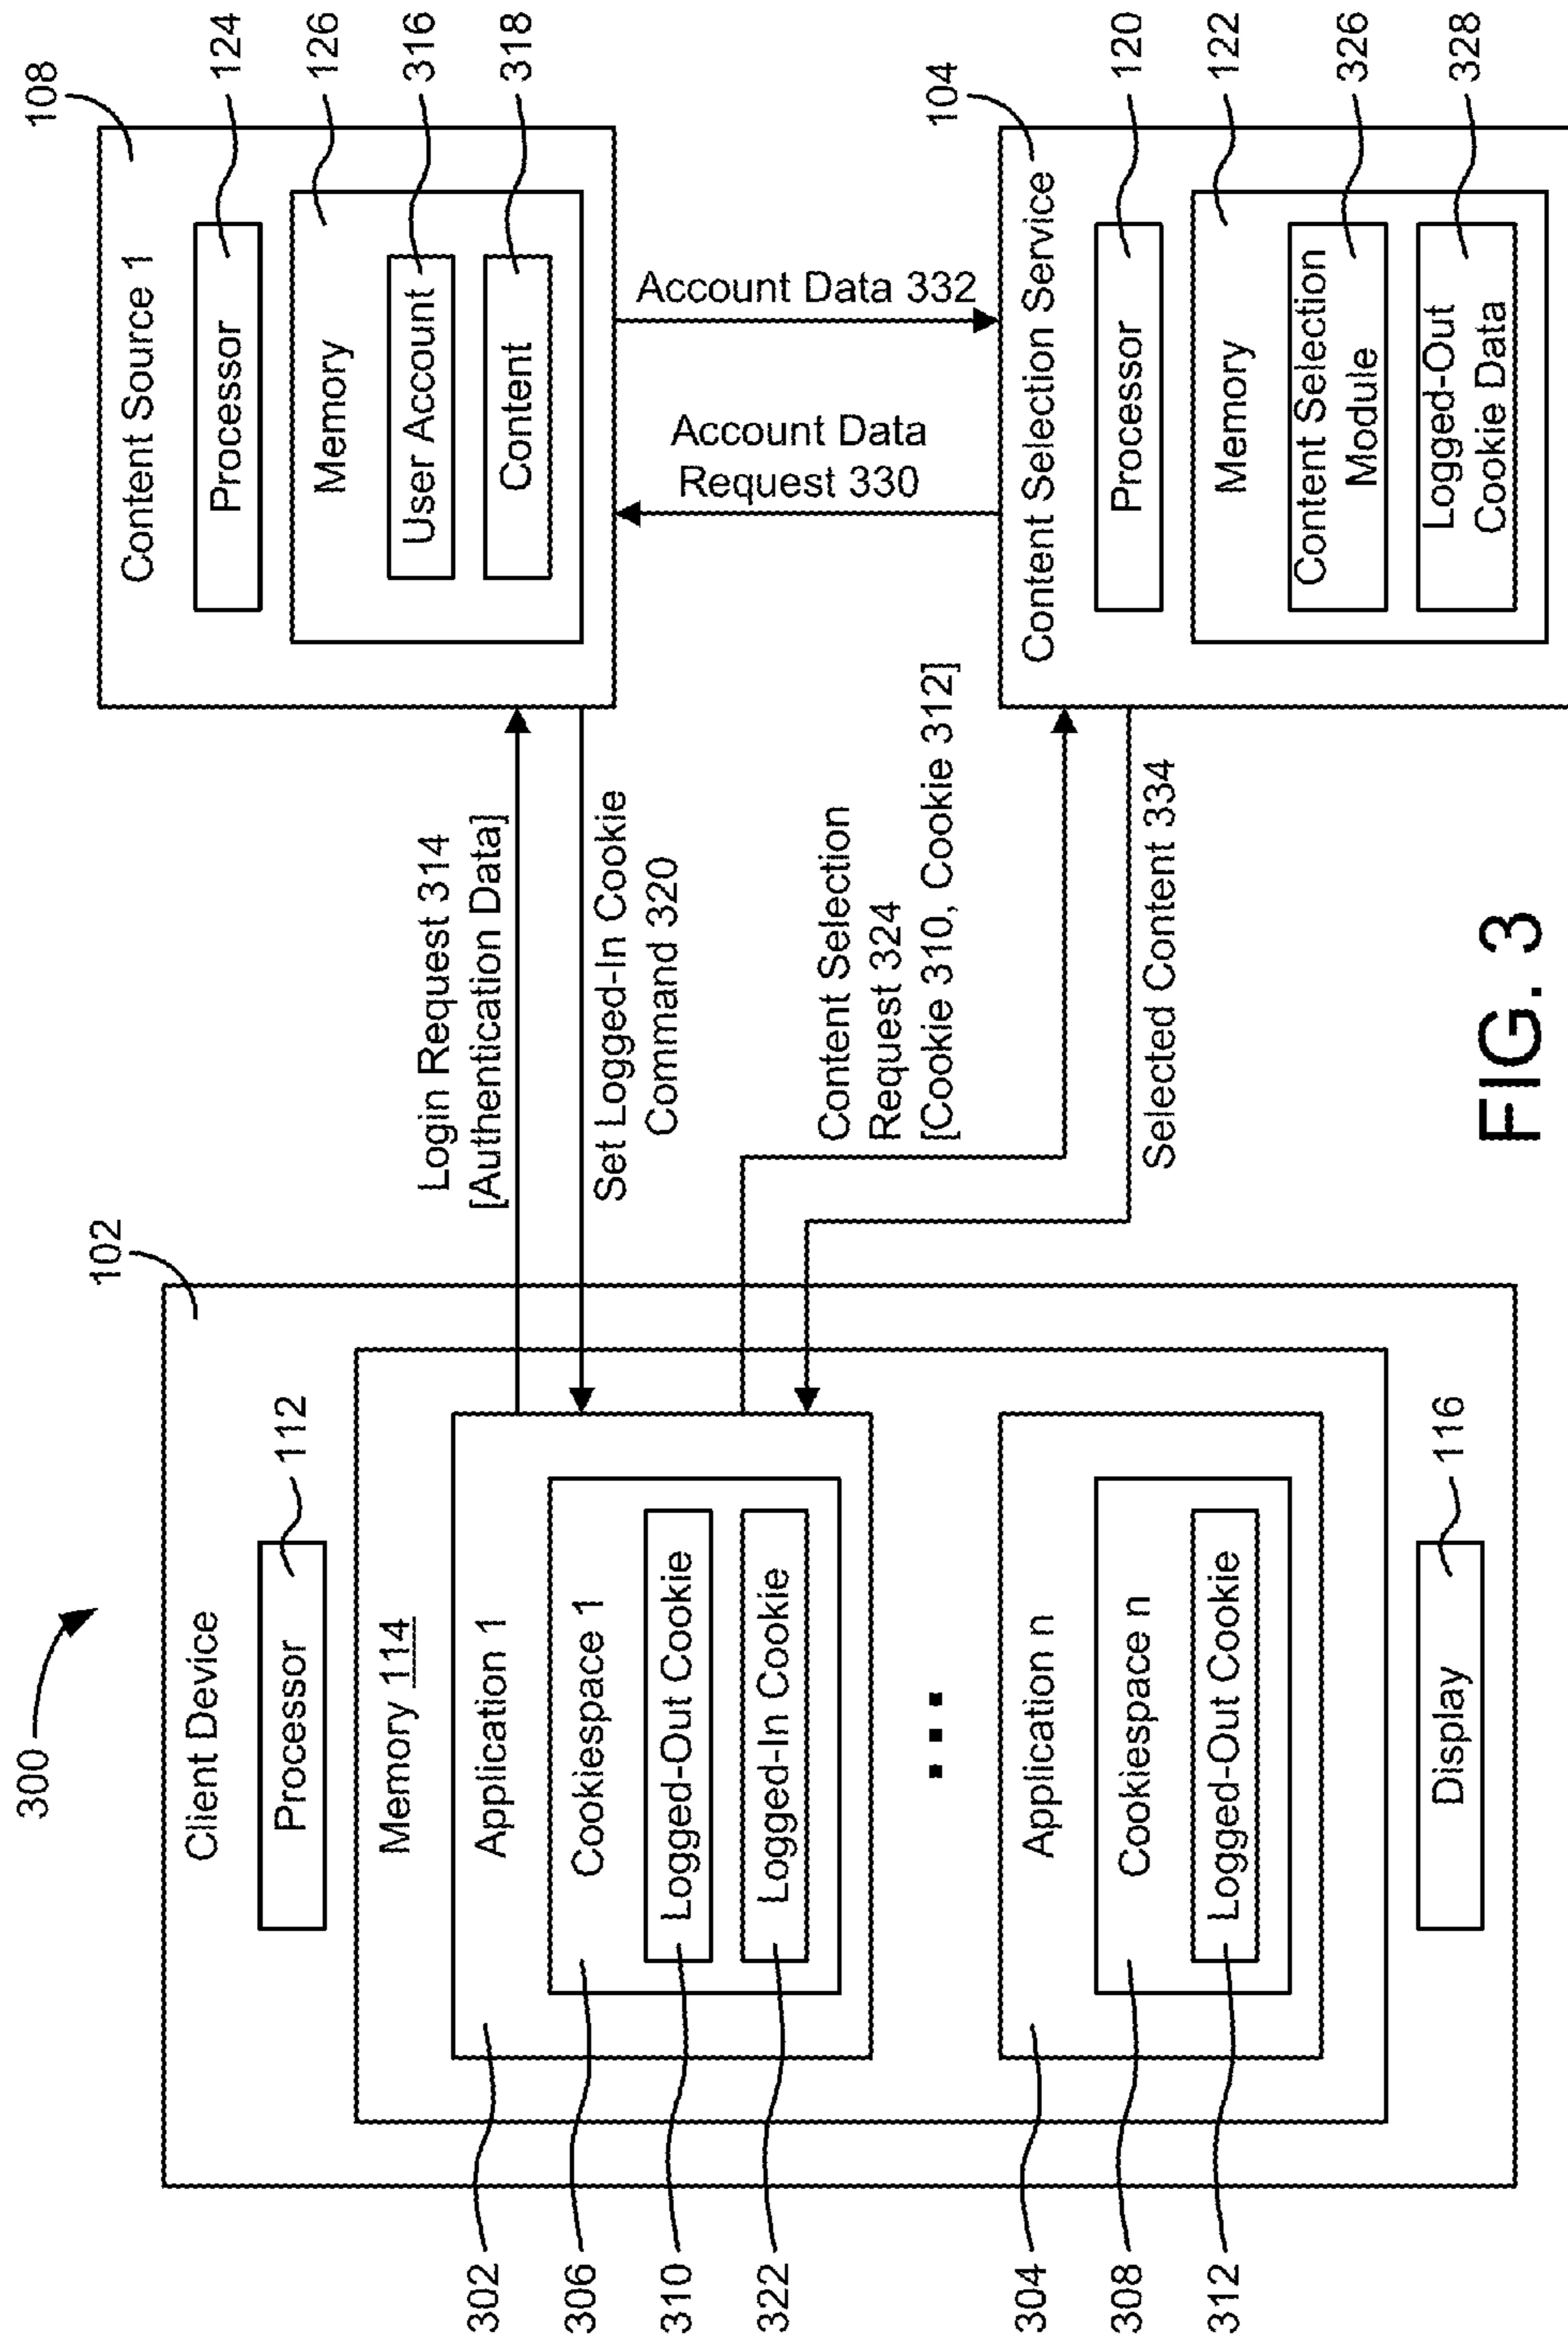 300
Client Device
102
Processor
112
Memory 114
Application 1
302
Cookiespace 1
306
Logged-Out Cookie
310
Logged-In Cookie
322
Application n
304
Cookiespace n
308
Logged-Out Cookie
312
Display
116
Login Request 314
[Authentication Data]
Set Logged-In Cookie
Command 320
Content Selection
Request 324
[Cookie 310, Cookie 312]
Selected Content 334
108
Content Source 1
Processor
124
Memory
126
User Account
316
Content
318
Account Data
Request 330
Account Data 332
104
Content Selection Service
Processor
120
Memory
122
Content Selection
Module
326
Logged-Out
Cookie Data
328
FIG. 3